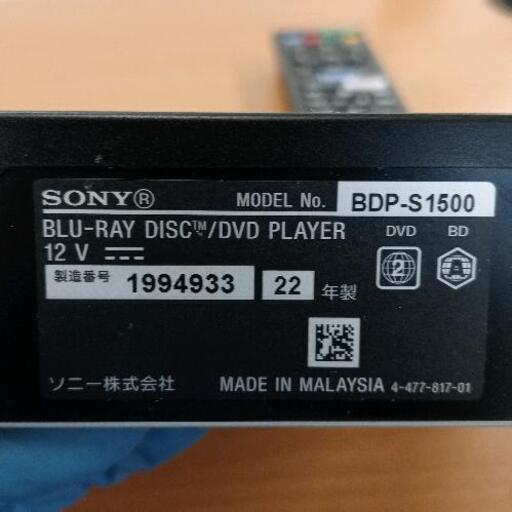 SONY® MODEL No. BDP-S1500
BLU-RAY DISC™/DVD PLAYER DVD BD
12 V 2 A
製造番号 1994933 22 年製
ソニー株式会社 MADE IN MALAYSIA 4-477-817-01